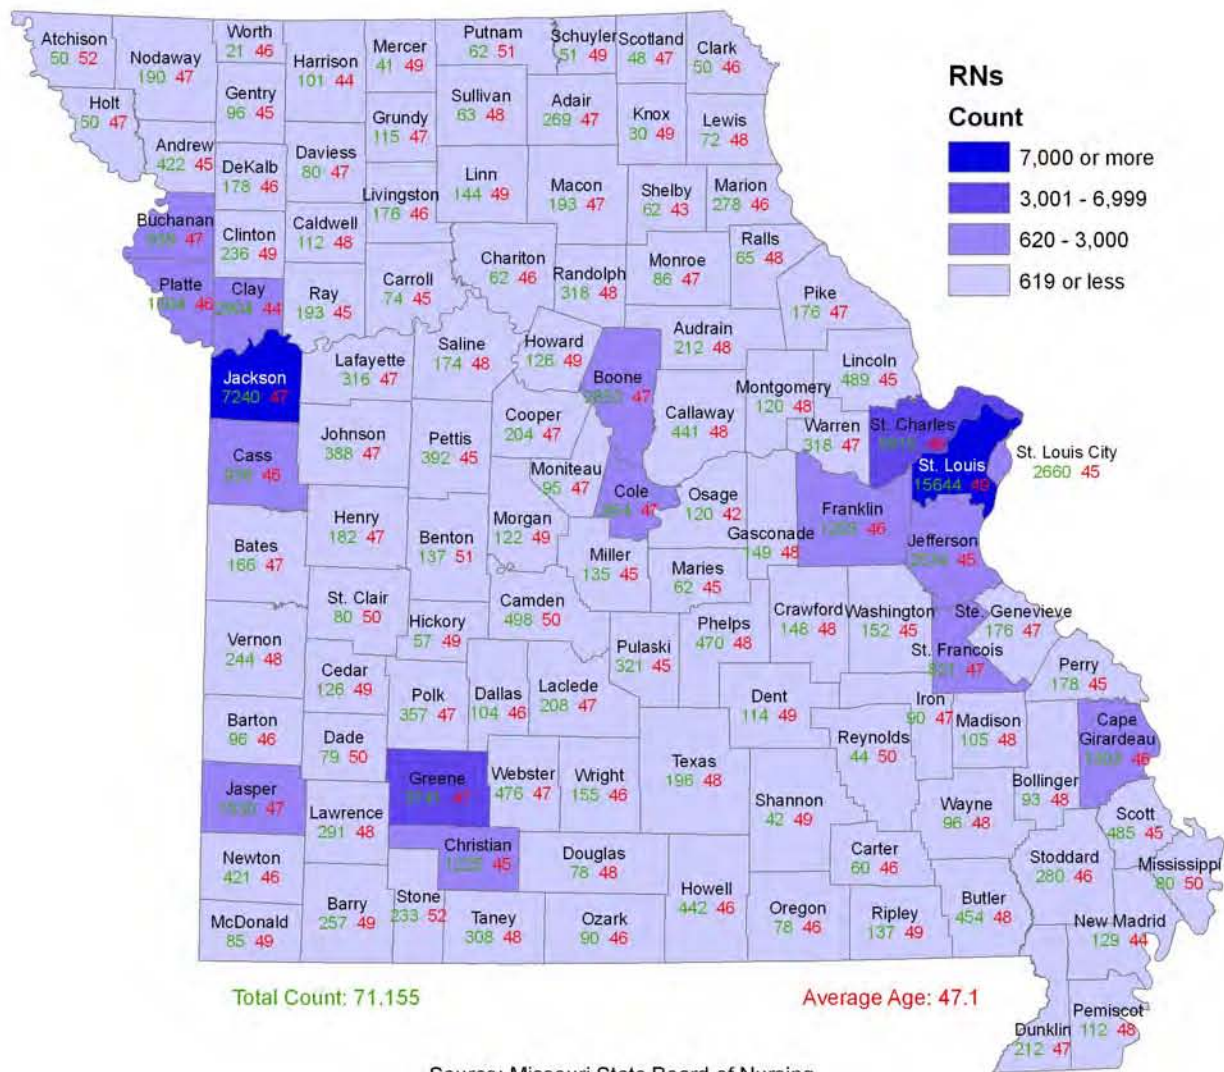 Atchison
50 52
Nodaway
190 47
Worth
21 46
Harrison
101 44
Mercer
41 49
Putnam
62 51
Schuyler
51 49
Scotland
48 47
Clark
50 46
Holt
50 47
Gentry
96 45
Sullivan
63 48
Adair
269 47
Knox
30 49
Lewis
72 48
Grundy
115 47
Andrew
422 45
DeKalb
178 46
Daviess
80 47
Livingston
176 46
Linn
144 49
Macon
193 47
Shelby
62 43
Marion
278 46
Buchanan
47
Clinton
236 49
Caldwell
112 48
Chariton
62 46
Randolph
318 48
Monroe
86 47
Ralls
65 48
Platte
46
Clay
44
Ray
193 45
Carroll
74 45
Pike
176 47
Audrain
212 48
Saline
174 48
Howard
126 49
Boone
47
Lafayette
316 47
Lincoln
489 45
Jackson
7240 47
Montgomery
120 48
Callaway
441 48
Cooper
204 47
Warren
318 47
St. Charles
St. Louis
15644 49
St. Louis City
2660 45
Johnson
388 47
Pettis
392 45
Cass
46
Moniteau
95 47
Cole
47
Osage
120 42
Franklin
46
Gasconade
149 48
Jefferson
45
Henry
182 47
Morgan
122 49
Benton
137 51
Bates
166 47
Miller
135 45
Maries
62 45
St. Clair
80 50
Camden
498 50
Crawford
148 48
Washington
152 45
Ste. Genevieve
176 47
Hickory
57 49
Phelps
470 48
Pulaski
321 45
Vernon
244 48
St. Francois
47
Perry
178 45
Cedar
126 49
Polk
357 47
Dallas
104 46
Laclede
208 47
Dent
114 49
Iron
90 47
Madison
105 48
Cape
Girardeau
46
Barton
96 46
Dade
79 50
Reynolds
44 50
Texas
196 48
Greene
47
Webster
476 47
Wright
155 46
Bollinger
93 48
Jasper
47
Lawrence
291 48
Shannon
42 49
Wayne
96 48
Scott
485 45
Christian
45
Carter
60 46
Douglas
78 48
Newton
421 46
Stoddard
280 46
Mississippi
80 50
Howell
442 46
Stone
233 52
Barry
257 49
Butler
454 48
McDonald
85 49
Taney
308 48
Ozark
90 46
Oregon
78 46
Ripley
137 49
New Madrid
129 44
Pemiscot
112 48
Dunklin
212 47
RNs
Count
7,000 or more
3,001 - 6,999
620 - 3,000
619 or less
Total Count: 71,155
Average Age: 47.1
Source: Missouri State Board of Nursing